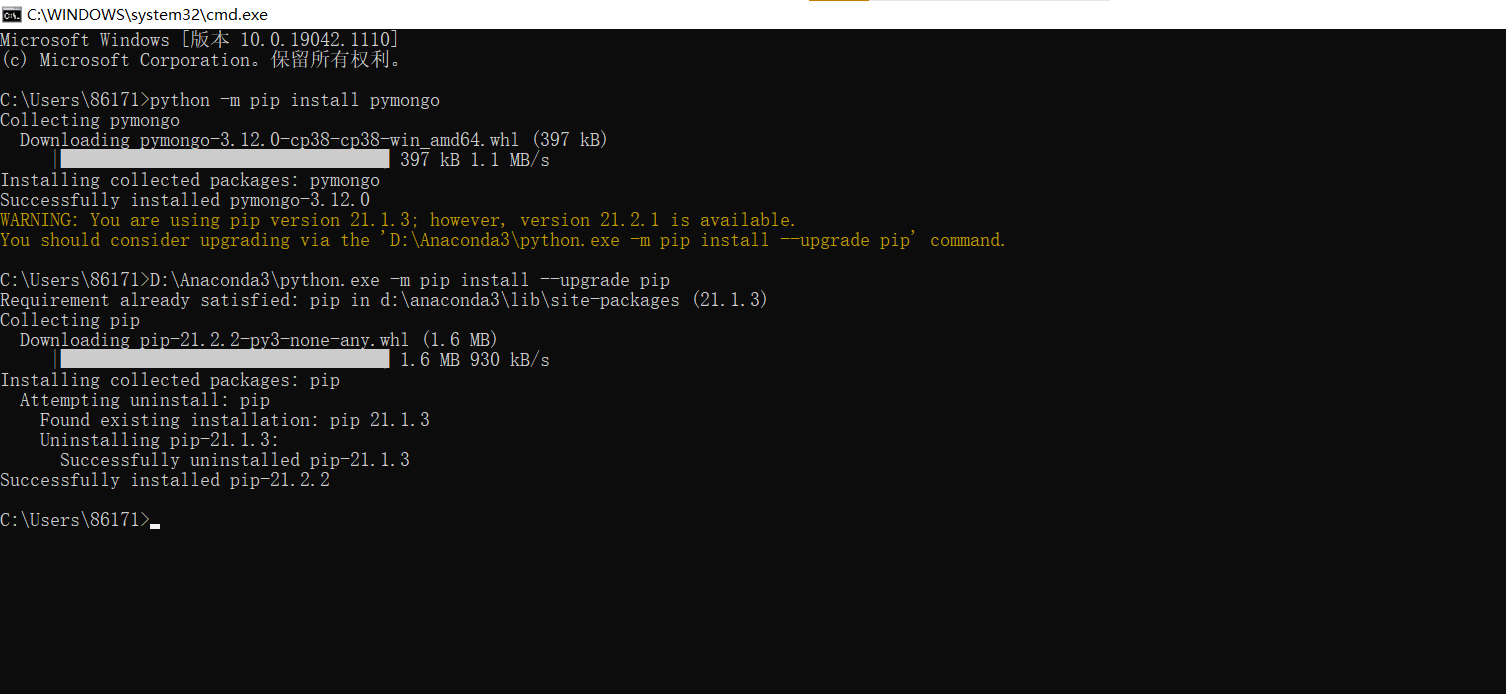 C:\WINDOWS\system32\cmd.exe
Microsoft Windows [版本 10.0.19042.1110]
(c) Microsoft Corporation。保留所有权利。
C:\Users\86171>python -m pip install pymongo
Collecting pymongo
Downloading pymongo-3.12.0-cp38-cp38-win_amd64.whl (397 kB)
397 kB 1.1 MB/s
Installing collected packages: pymongo
Successfully installed pymongo-3.12.0
WARNING: You are using pip version 21.1.3; however, version 21.2.1 is available.
You should consider upgrading via the 'D:\Anaconda3\python.exe -m pip install --upgrade pip' command.
C:\Users\86171>D:\Anaconda3\python.exe -m pip install --upgrade pip
Requirement already satisfied: pip in d:\anaconda3\lib\site-packages (21.1.3)
Collecting pip
Downloading pip-21.2.2-py3-none-any.whl (1.6 MB)
1.6 MB 930 kB/s
Installing collected packages: pip
Attempting uninstall: pip
Found existing installation: pip 21.1.3
Uninstalling pip-21.1.3:
Successfully uninstalled pip-21.1.3
Successfully installed pip-21.2.2
C:\Users\86171>